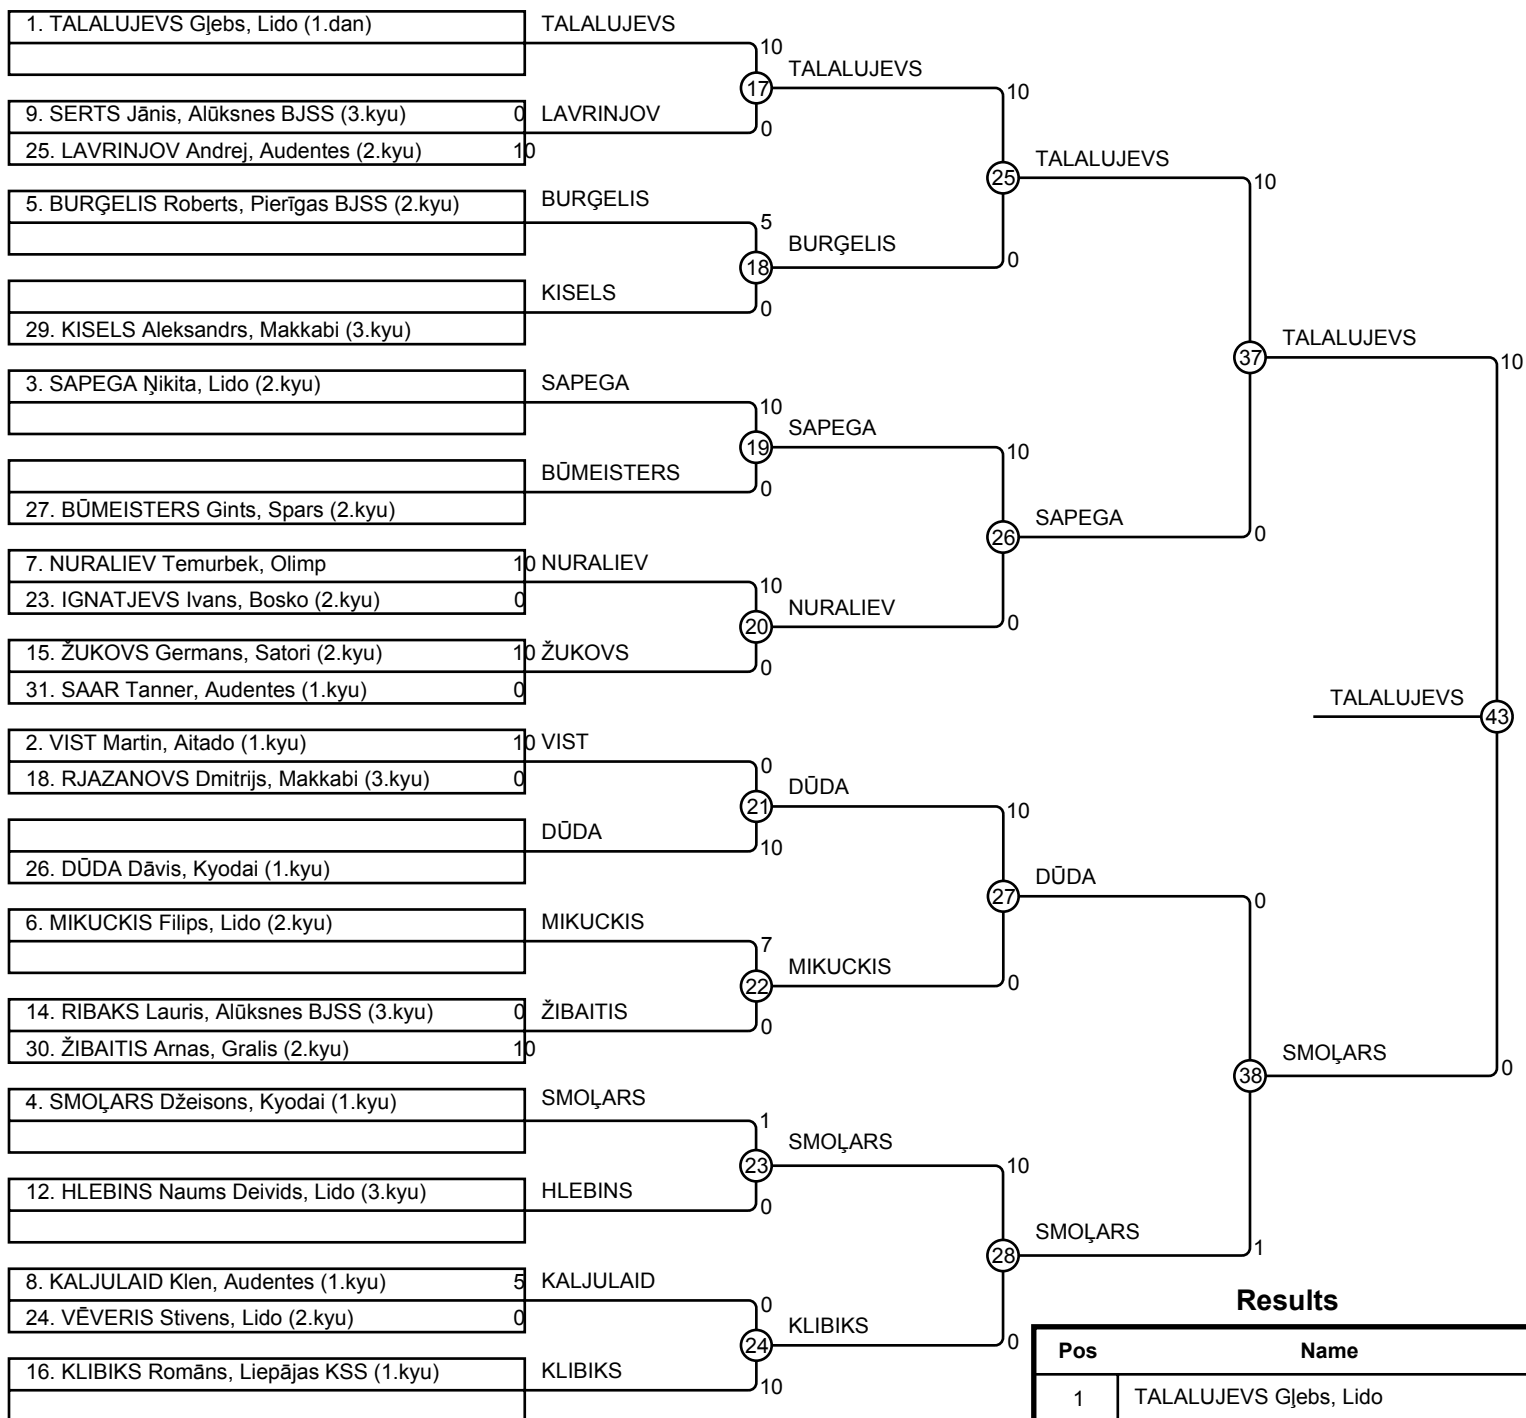 1. TALALUJEVS Gļebs, Lido (1.dan)
TALALUJEVS
10
17
TALALUJEVS
10
9. SERTS Jānis, Alūksnes BJSS (3.kyu) 0
LAVRINJOV
0
25. LAVRINJOV Andrej, Audentes (2.kyu) 10
25
TALALUJEVS
10
5. BURĢELIS Roberts, Pierīgas BJSS (2.kyu)
BURĢELIS
5
18
BURĢELIS
0
KISELS
0
29. KISELS Aleksandrs, Makkabi (3.kyu)
37
TALALUJEVS
10
3. SAPEGA Ņikita, Lido (2.kyu)
SAPEGA
10
19
SAPEGA
10
BŪMEISTERS
0
27. BŪMEISTERS Gints, Spars (2.kyu)
26
SAPEGA
0
7. NURALIEV Temurbek, Olimp 10
NURALIEV
10
23. IGNATJEVS Ivans, Bosko (2.kyu) 0
20
NURALIEV
0
15. ŽUKOVS Germans, Satori (2.kyu) 10
ŽUKOVS
0
31. SAAR Tanner, Audentes (1.kyu) 0
TALALUJEVS
43
2. VIST Martin, Aitado (1.kyu) 10
VIST
0
18. RJAZANOVS Dmitrijs, Makkabi (3.kyu) 0
21
DŪDA
10
DŪDA
10
26. DŪDA Dāvis, Kyodai (1.kyu)
27
DŪDA
0
6. MIKUCKIS Filips, Lido (2.kyu)
MIKUCKIS
7
22
MIKUCKIS
0
14. RIBAKS Lauris, Alūksnes BJSS (3.kyu) 0
ŽIBAITIS
0
30. ŽIBAITIS Arnas, Gralis (2.kyu) 10
38
SMOĻARS
0
4. SMOĻARS Džeisons, Kyodai (1.kyu)
SMOĻARS
1
23
SMOĻARS
10
12. HLEBINS Naums Deivids, Lido (3.kyu)
HLEBINS
0
28
SMOĻARS
1
8. KALJULAID Klen, Audentes (1.kyu) 5
KALJULAID
0
24. VĒVERIS Stivens, Lido (2.kyu) 0
24
KLIBIKS
0
16. KLIBIKS Romāns, Liepājas KSS (1.kyu)
KLIBIKS
10
Results
Pos Name
1 TALALUJEVS Gļebs, Lido